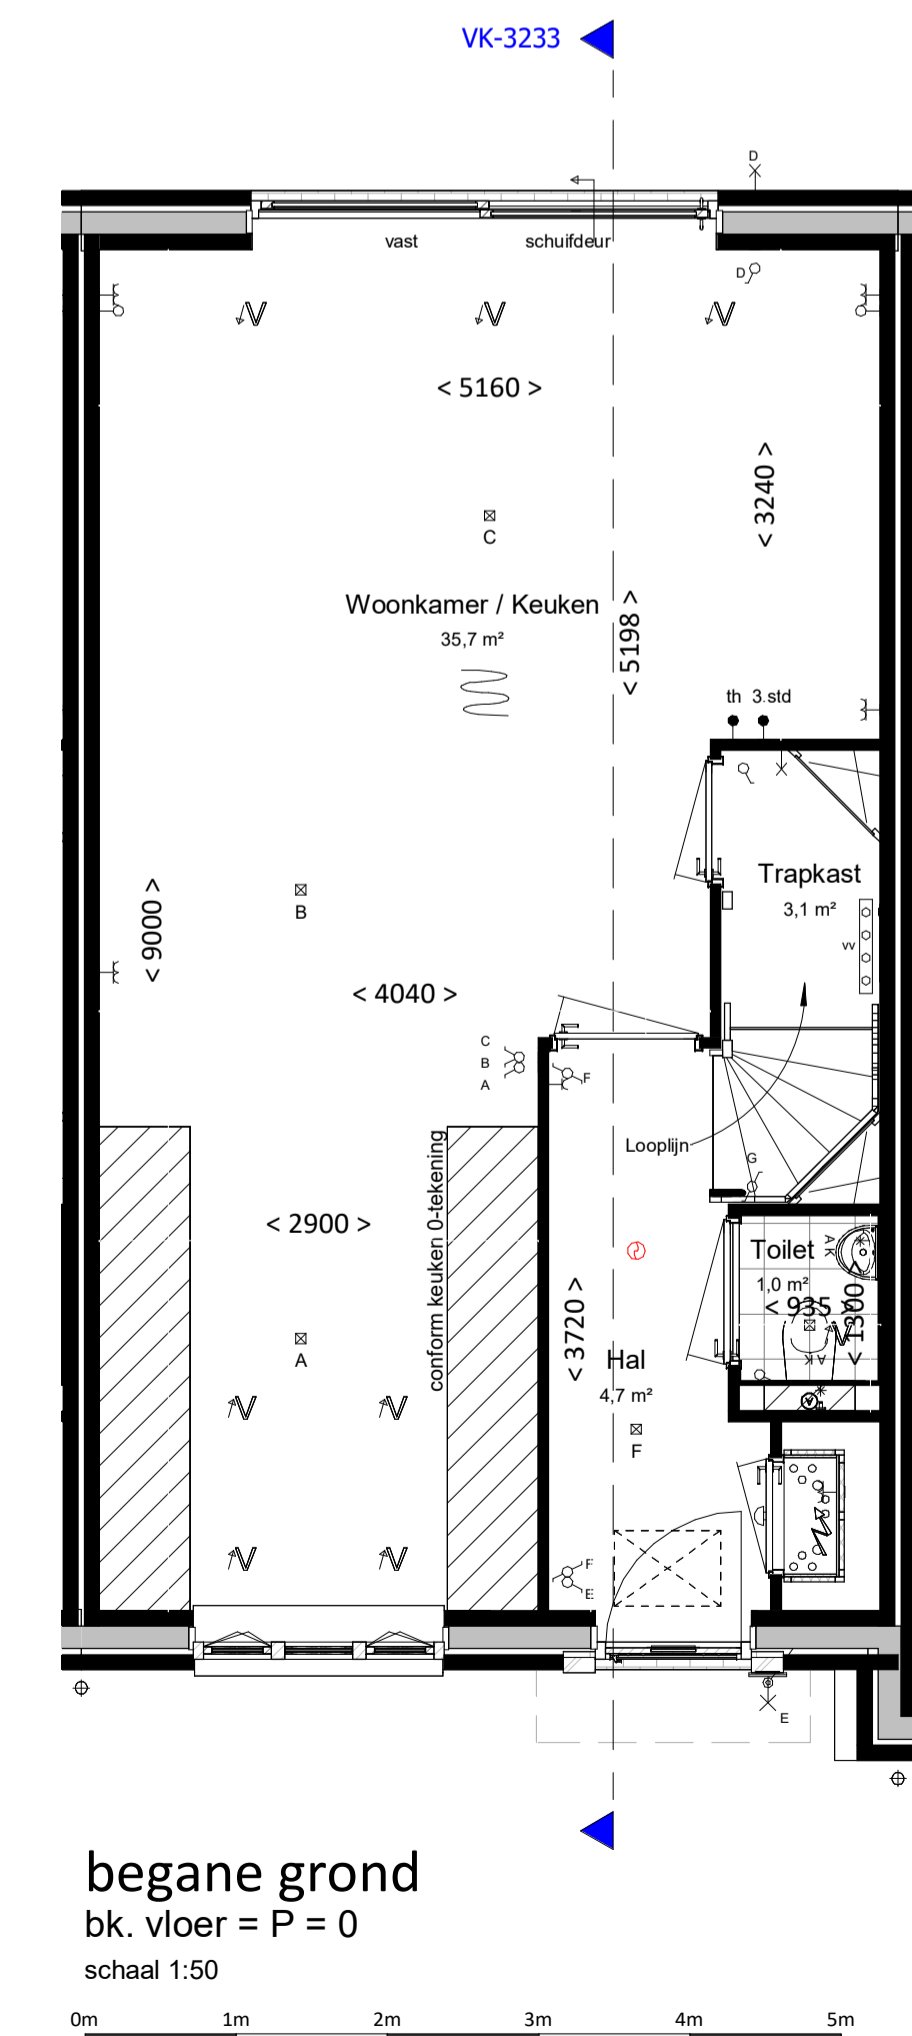 VK-3233
D
vast
schuifdeur
D
V
V
V
< 5160 >
< 3240 >
C
Woonkamer / Keuken
35,7 m²
< 5198 >
th
3.std
Trapkast
3,1 m²
vv
B
< 9000 >
< 4040 >
C
B
A
F
Looplijn
G
conform keuken 0-tekening
< 2900 >
Toilet
1,0 m²
AK
< 935 >
< 1300 >
V
AK
A
< 3720 >
Hal
4,7 m²
F
V
V
V
V
F
E
E
begane grond
bk. vloer = P = 0
schaal 1:50
0m 1m 2m 3m 4m 5m